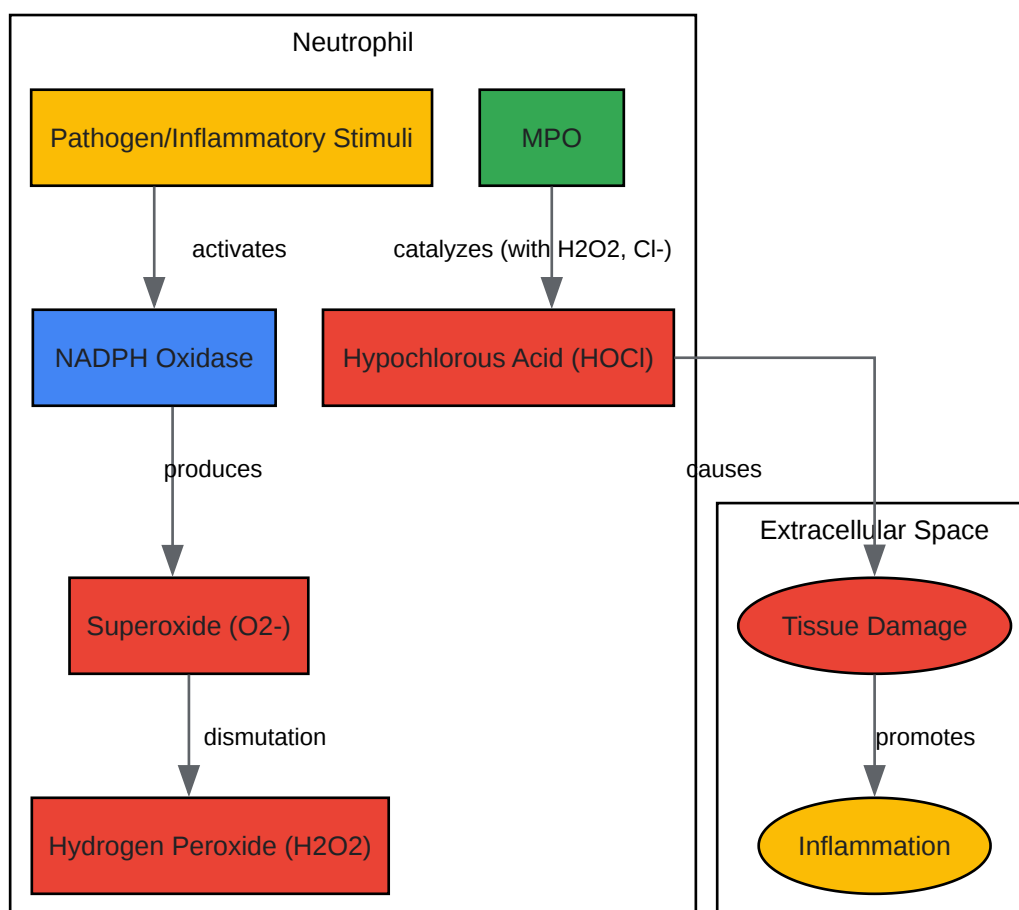 Neutrophil
Pathogen/Inflammatory Stimuli
MPO
activates
catalyzes (with H2O2, Cl-)
NADPH Oxidase
Hypochlorous Acid (HOCl)
produces
causes
Extracellular Space
Superoxide (O2-)
Tissue Damage
dismutation
promotes
Hydrogen Peroxide (H2O2)
Inflammation